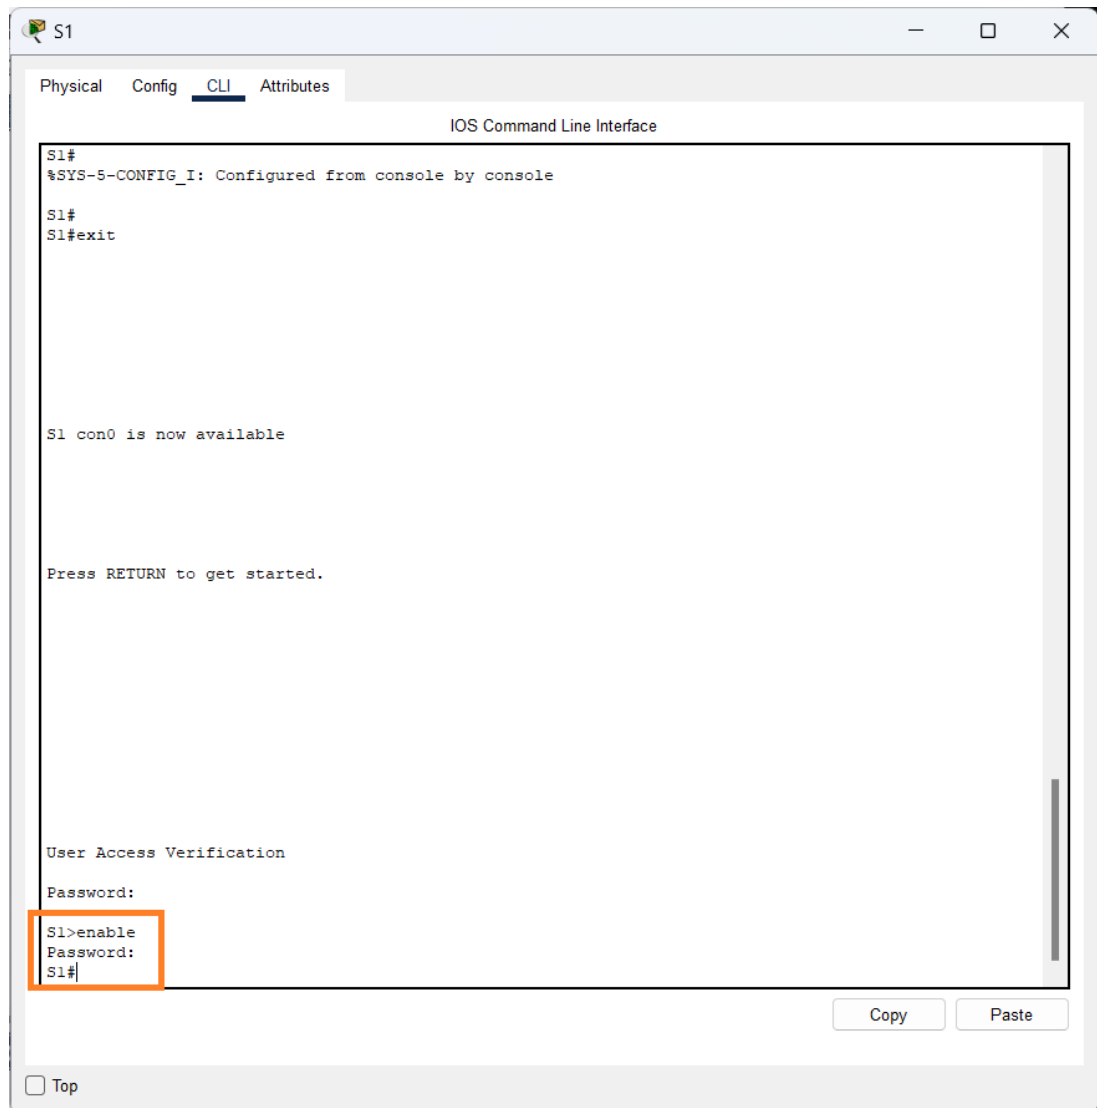 S1
Physical Config CLI Attributes
IOS Command Line Interface
S1#
%SYS-5-CONFIG_I: Configured from console by console
S1#
S1#exit
S1 con0 is now available
Press RETURN to get started.
User Access Verification
Password:
S1>enable
Password:
S1#
Copy Paste
Top